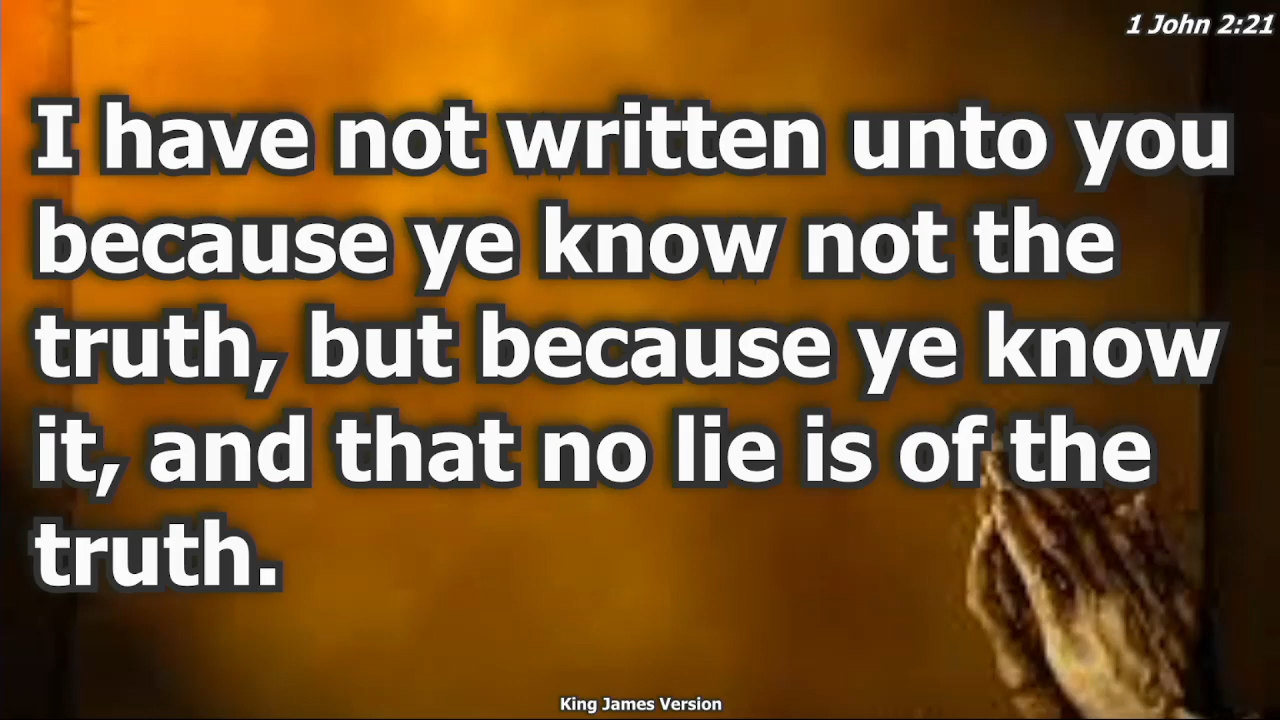 1 John 2:21
I have not written unto you
because ye know not the
truth, but because ye know
it, and that no lie is of the
truth.
King James Version